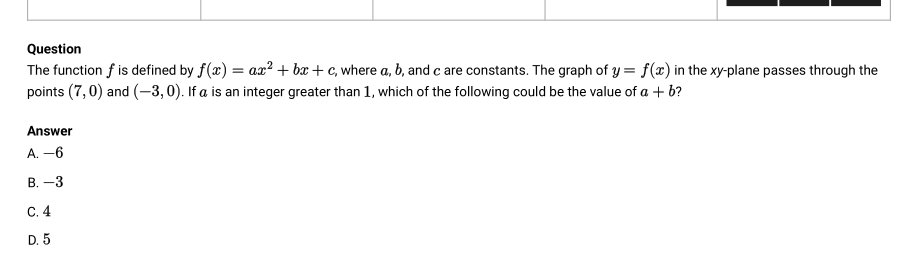 Question
The function f is defined by f(x) = ax² + bx + c, where a, b, and c are constants. The graph of y = f(x) in the xy-plane passes through the
points (7, 0) and (−3, 0). If a is an integer greater than 1, which of the following could be the value of a + b?
Answer
A. −6
B. −3
C. 4
D. 5